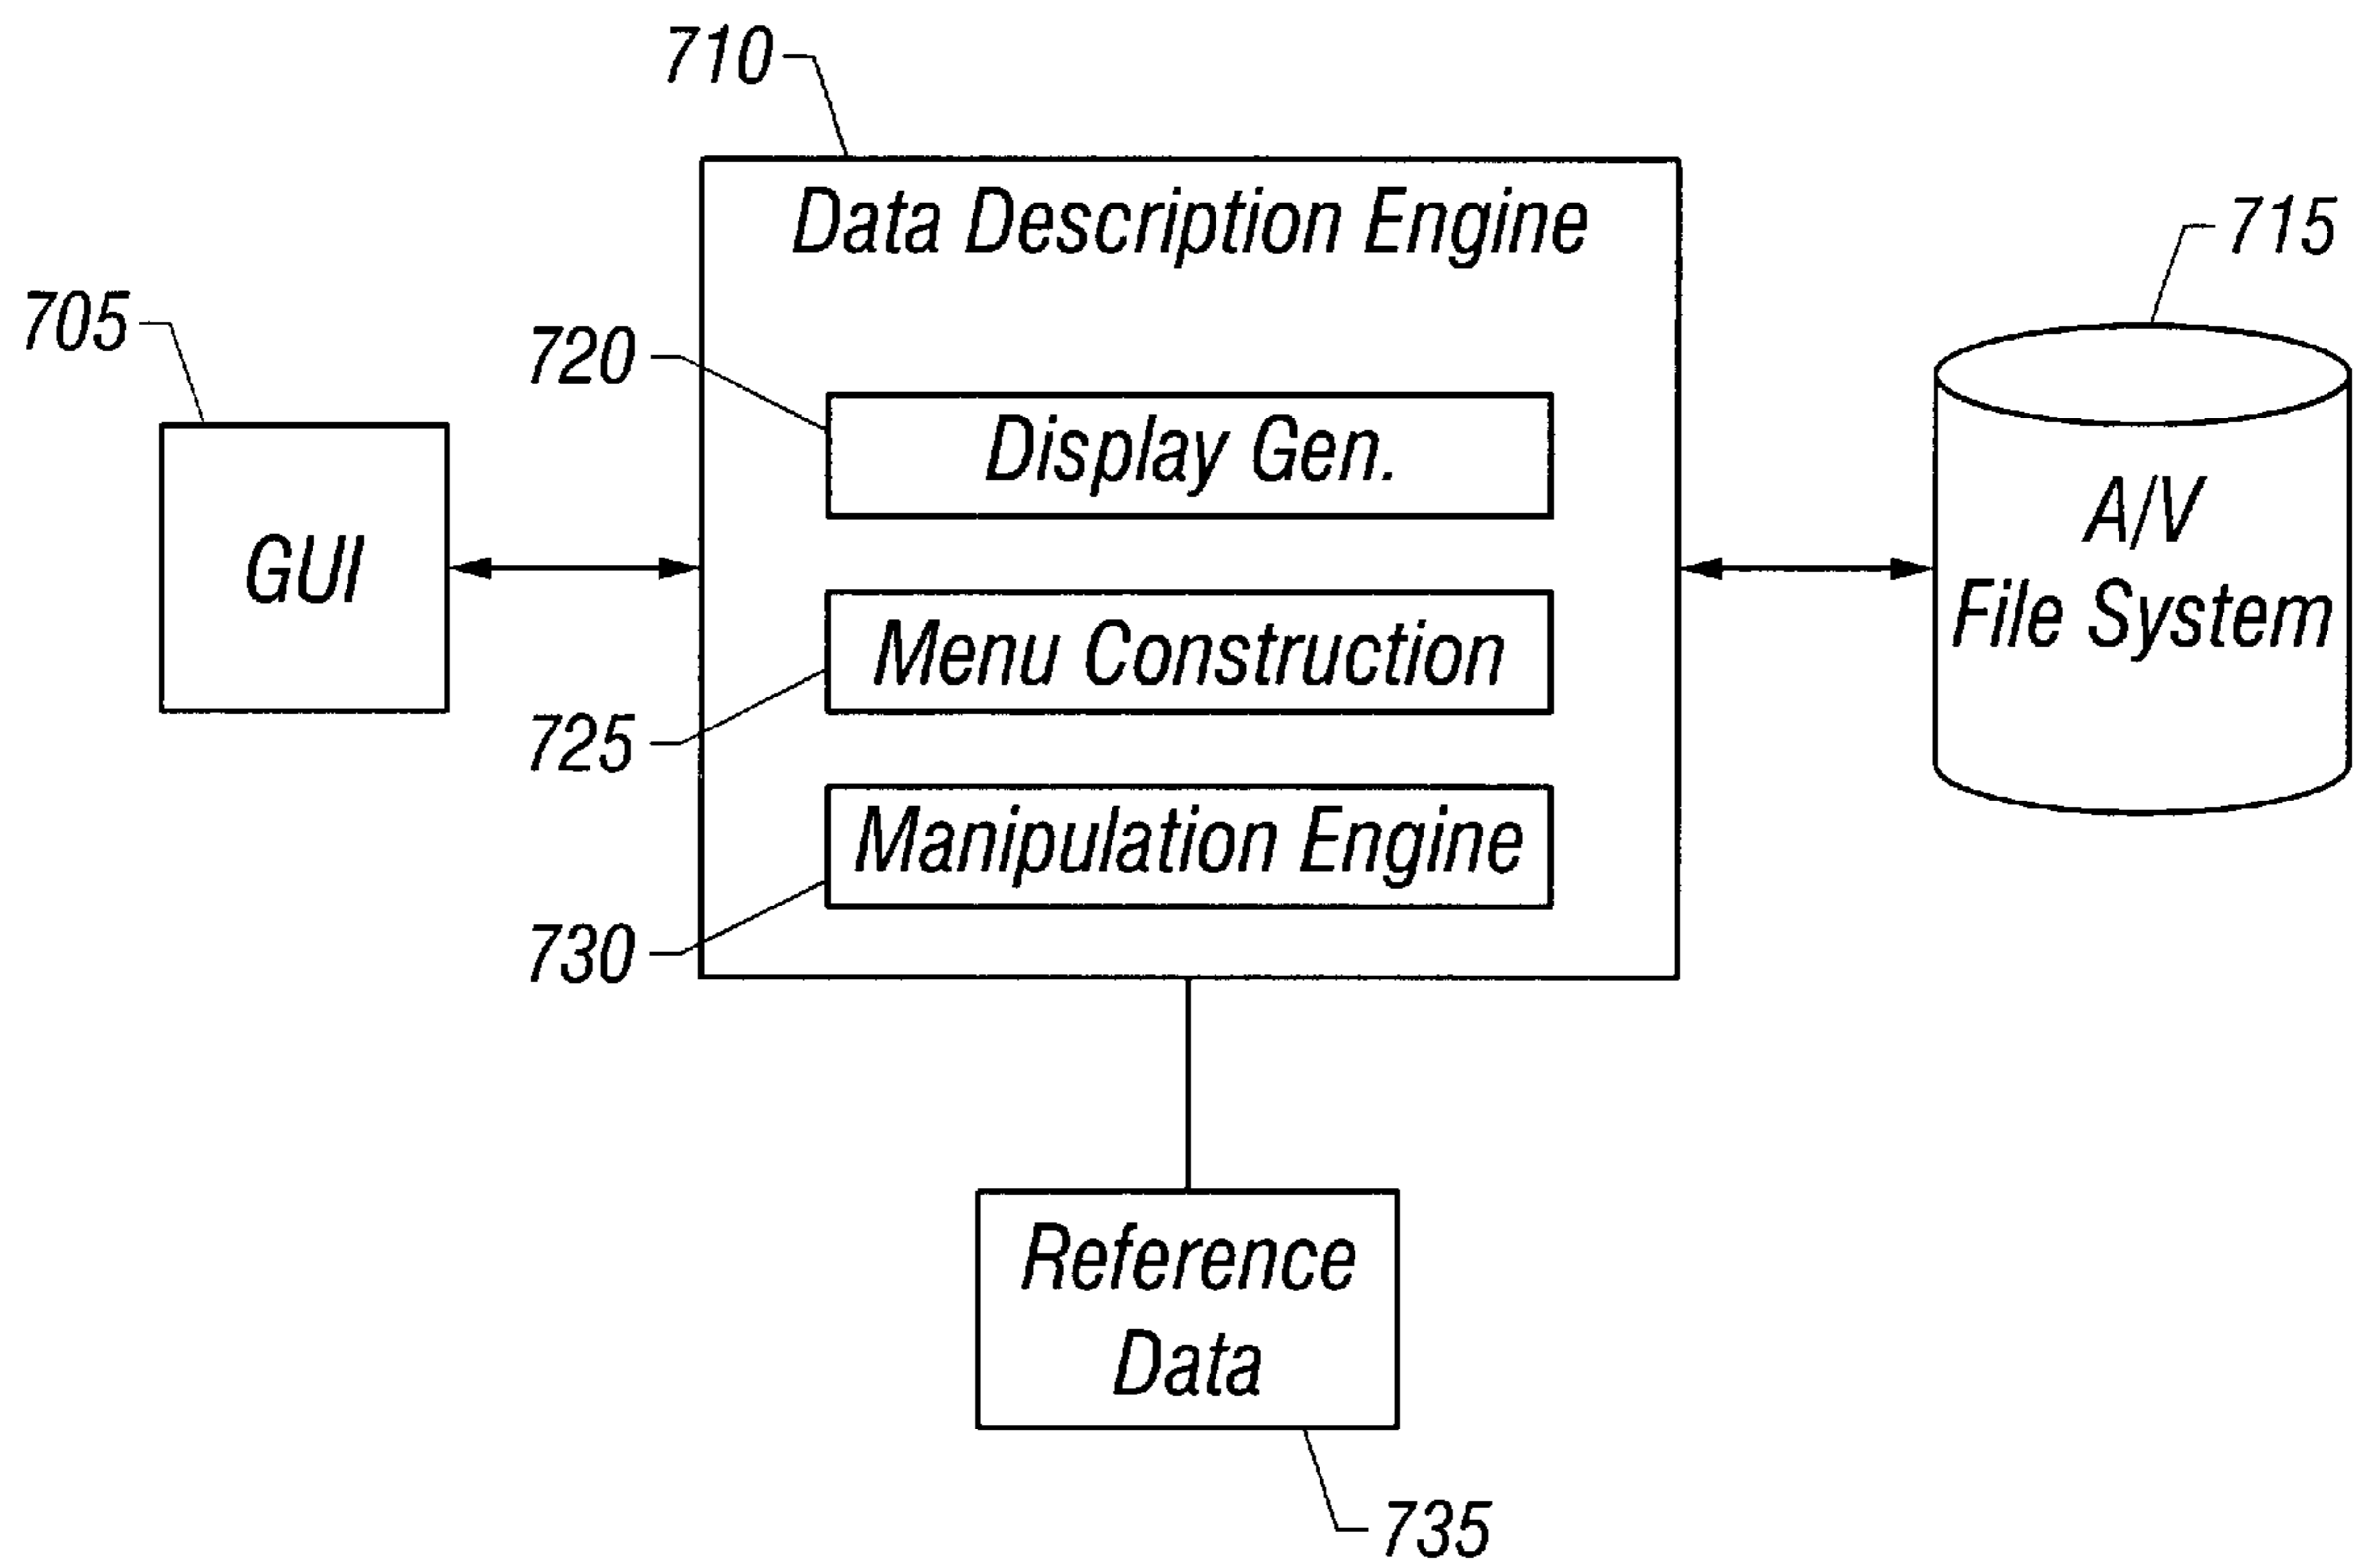 710
Data Description Engine
715
705
720
Display Gen.
GUI
A/V
File System
Menu Construction
725
Manipulation Engine
730
Reference
Data
735